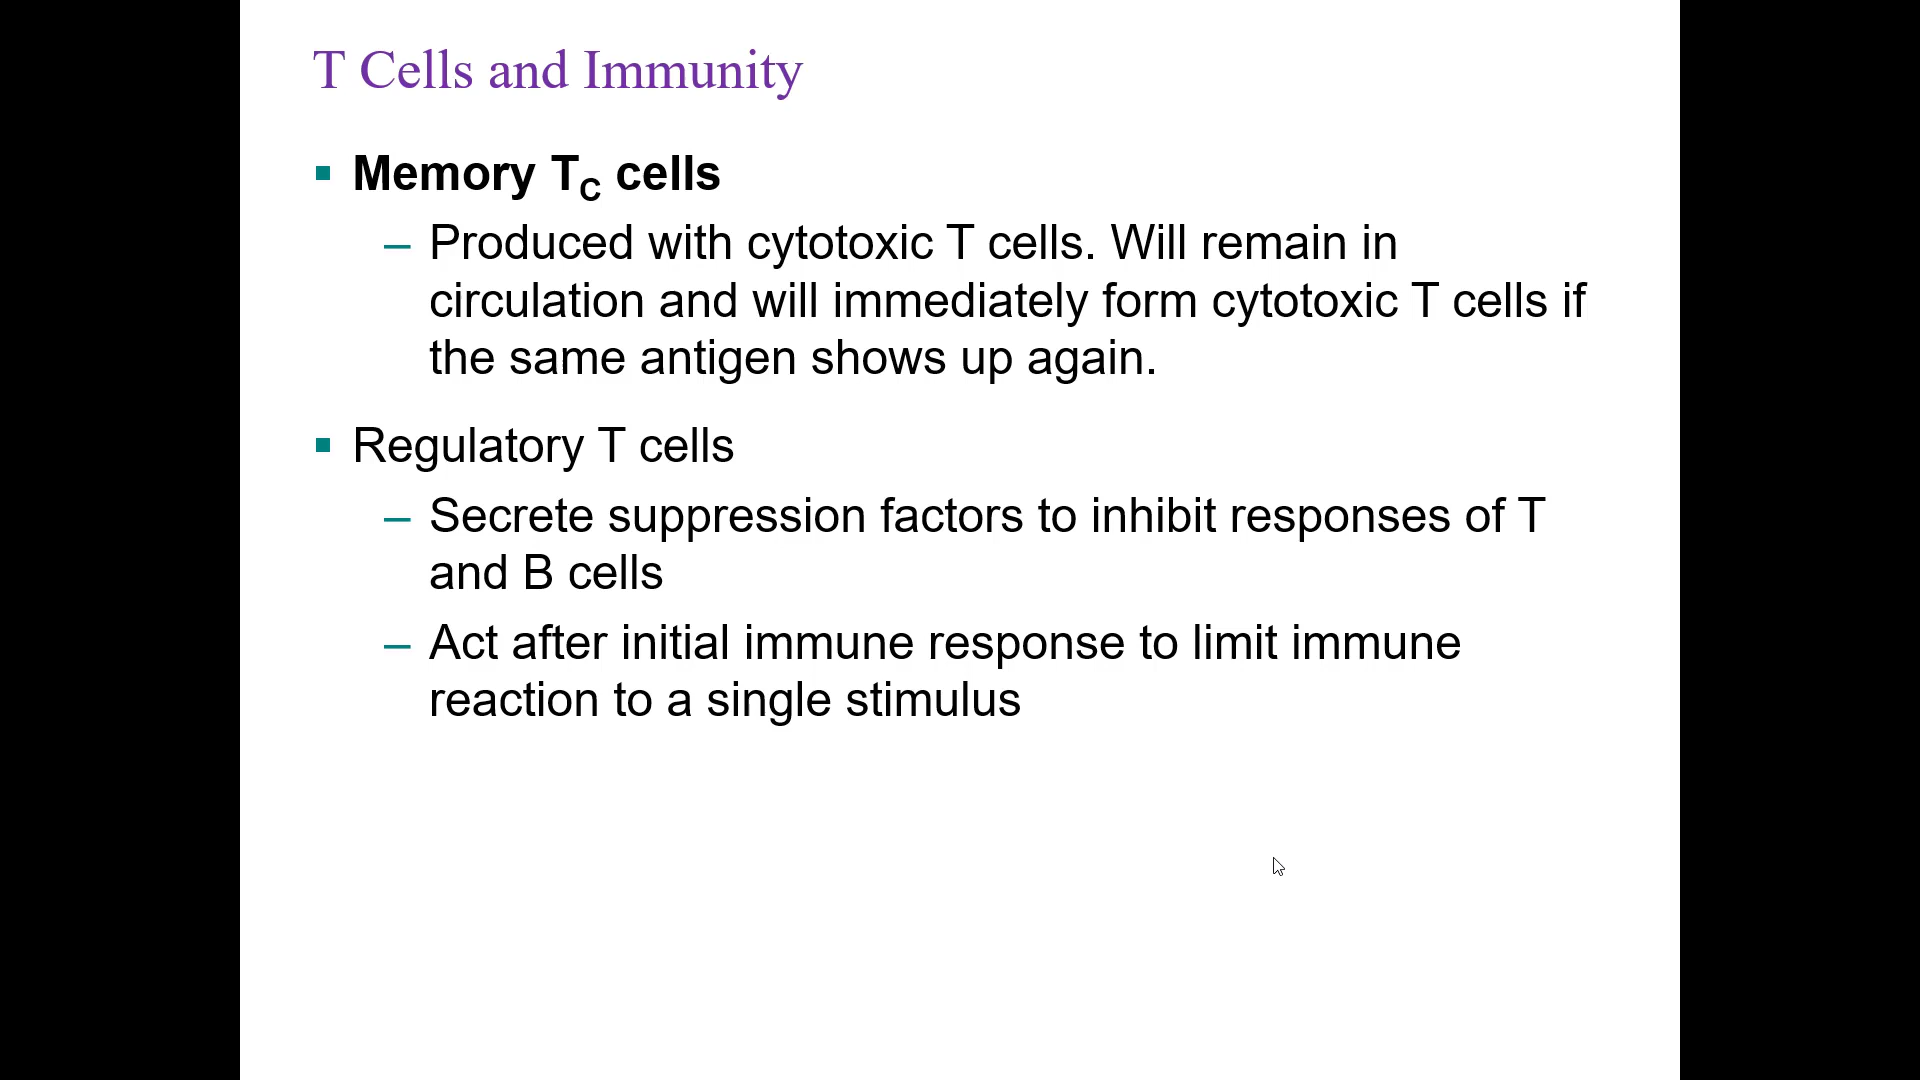 T Cells and Immunity
▪ Memory T_C cells
– Produced with cytotoxic T cells. Will remain in
circulation and will immediately form cytotoxic T cells if
the same antigen shows up again.
▪ Regulatory T cells
– Secrete suppression factors to inhibit responses of T
and B cells
– Act after initial immune response to limit immune
reaction to a single stimulus